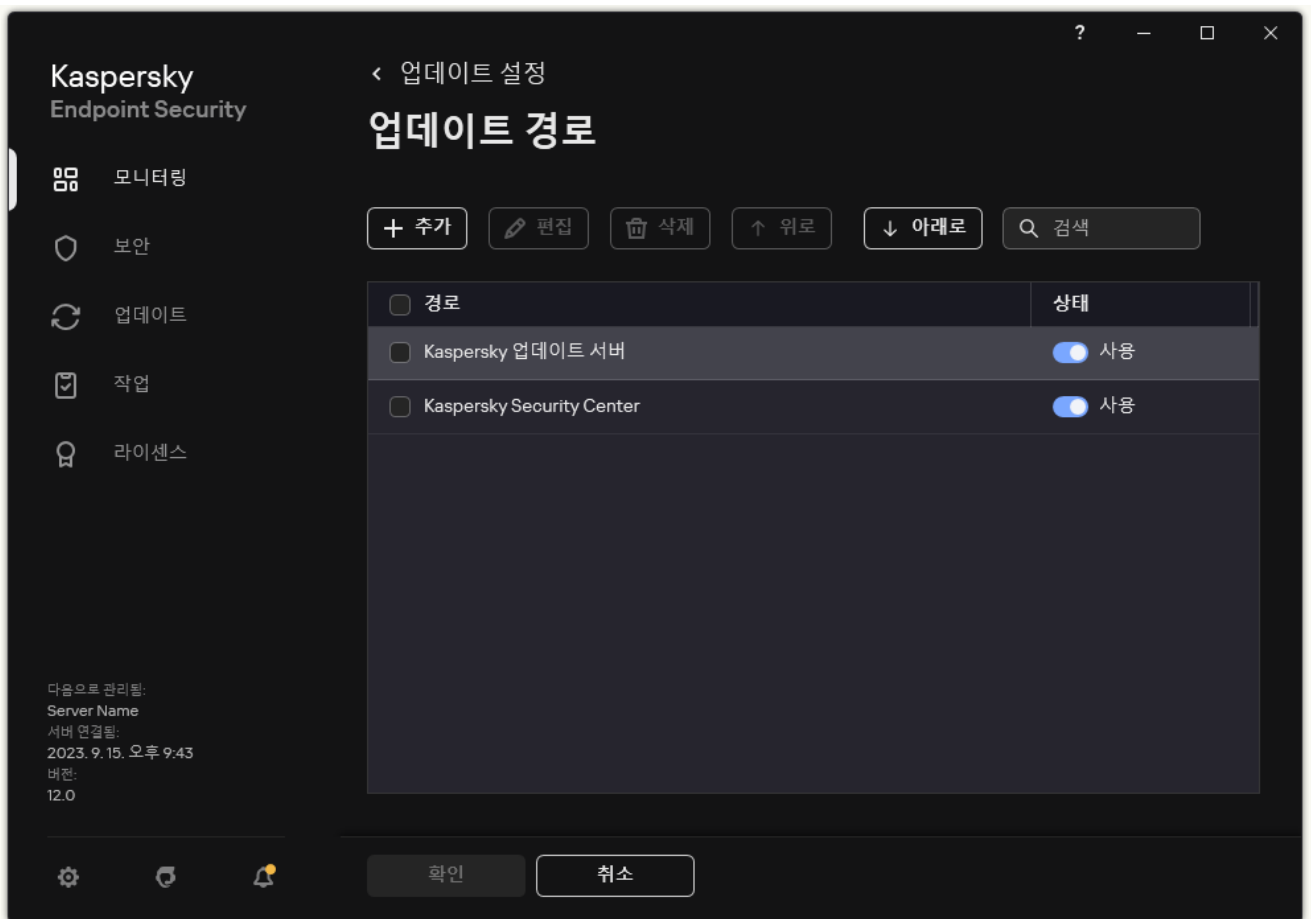 ?
Kaspersky
Endpoint Security
모니터링
보안
업데이트
작업
라이센스
다음으로 관리됨:
Server Name
서버 연결됨:
2023. 9. 15. 오후 9:43
버전:
12.0
업데이트 설정
업데이트 경로
추가 편집 삭제 위로 아래로 검색
경로 상태
Kaspersky 업데이트 서버 사용
Kaspersky Security Center 사용
확인 취소